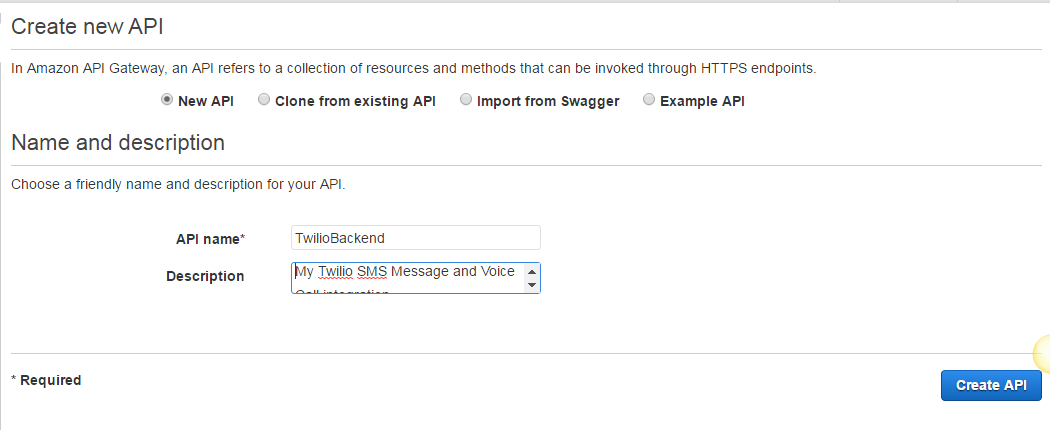 Create new API
In Amazon API Gateway, an API refers to a collection of resources and methods that can be invoked through HTTPS endpoints.
New API Clone from existing API Import from Swagger Example API
Name and description
Choose a friendly name and description for your API.
API name* TwilioBackend
Description My Twilio SMS Message and Voice
Call integration
* Required
Create API